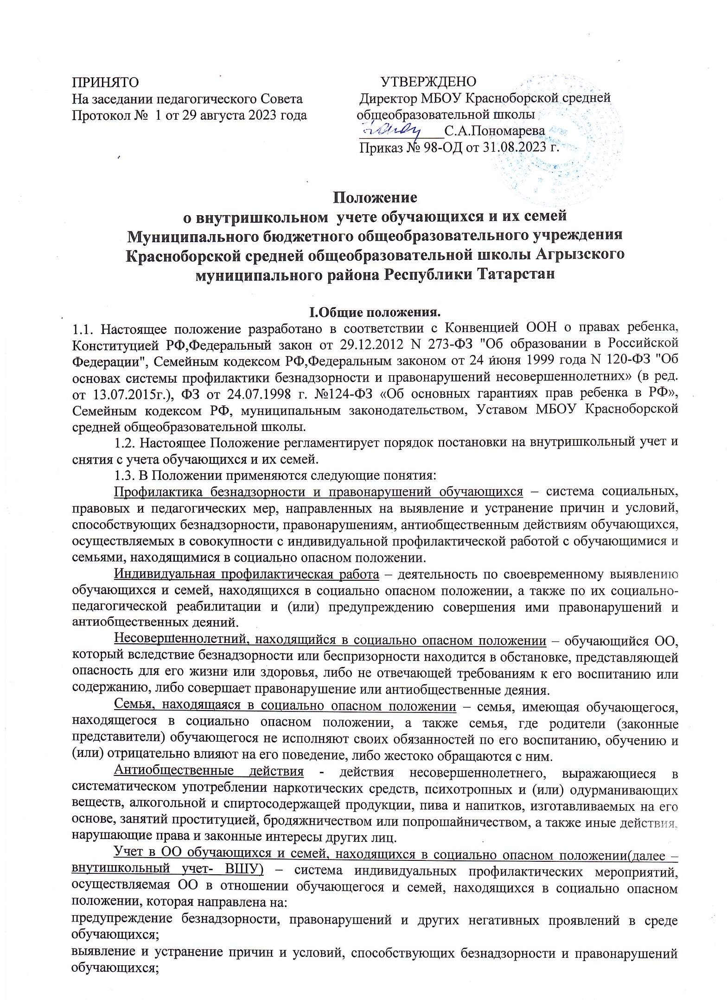 ПРИНЯТО УТВЕРЖДЕНО
На заседании педагогического Совета Директор МБОУ Красноборской средней
Протокол № 1 от 29 августа 2023 года общеобразовательной школы
____________С.А.Пономарева
Приказ № 98-ОД от 31.08.2023 г.
Положение
о внутришкольном учете обучающихся и их семей
Муниципального бюджетного общеобразовательного учреждения
Красноборской средней общеобразовательной школы Агрызского
муниципального района Республики Татарстан
I.Общие положения.
1.1. Настоящее положение разработано в соответствии с Конвенцией ООН о правах ребенка,
Конституцией РФ,Федеральный закон от 29.12.2012 N 273-ФЗ "Об образовании в Российской
Федерации", Семейным кодексом РФ,Федеральным законом от 24 июня 1999 года N 120-ФЗ "Об
основах системы профилактики безнадзорности и правонарушений несовершеннолетних» (в ред.
от 13.07.2015г.), ФЗ от 24.07.1998 г. №124-ФЗ «Об основных гарантиях прав ребенка в РФ»,
Семейным кодексом РФ, муниципальным законодательством, Уставом МБОУ Красноборской
средней общеобразовательной школы.
1.2. Настоящее Положение регламентирует порядок постановки на внутришкольный учет и
снятия с учета обучающихся и их семей.
1.3. В Положении применяются следующие понятия:
Профилактика безнадзорности и правонарушений обучающихся – система социальных,
правовых и педагогических мер, направленных на выявление и устранение причин и условий,
способствующих безнадзорности, правонарушениям, антиобщественным действиям обучающихся,
осуществляемых в совокупности с индивидуальной профилактической работой с обучающимися и
семьями, находящимися в социально опасном положении.
Индивидуальная профилактическая работа – деятельность по своевременному выявлению
обучающихся и семей, находящихся в социально опасном положении, а также по их социально-
педагогической реабилитации и (или) предупреждению совершения ими правонарушений и
антиобщественных деяний.
Несовершеннолетний, находящийся в социально опасном положении – обучающийся ОО,
который вследствие безнадзорности или беспризорности находится в обстановке, представляющей
опасность для его жизни или здоровья, либо не отвечающей требованиям к его воспитанию или
содержанию, либо совершает правонарушение или антиобщественные деяния.
Семья, находящаяся в социально опасном положении – семья, имеющая обучающегося,
находящегося в социально опасном положении, а также семья, где родители (законные
представители) обучающегося не исполняют своих обязанностей по его воспитанию, обучению и
(или) отрицательно влияют на его поведение, либо жестоко обращаются с ним.
Антиобщественные действия - действия несовершеннолетнего, выражающиеся в
систематическом употреблении наркотических средств, психотропных и (или) одурманивающих
веществ, алкогольной и спиртосодержащей продукции, пива и напитков, изготавливаемых на его
основе, занятий проституцией, бродяжничеством или попрошайничеством, а также иные действия,
нарушающие права и законные интересы других лиц.
Учет в ОО обучающихся и семей, находящихся в социально опасном положении(далее –
внутишкольный учет- ВШУ) – система индивидуальных профилактических мероприятий,
осуществляемая ОО в отношении обучающегося и семей, находящихся в социально опасном
положении, которая направлена на:
предупреждение безнадзорности, правонарушений и других негативных проявлений в среде
обучающихся;
выявление и устранение причин и условий, способствующих безнадзорности и правонарушений
обучающихся;